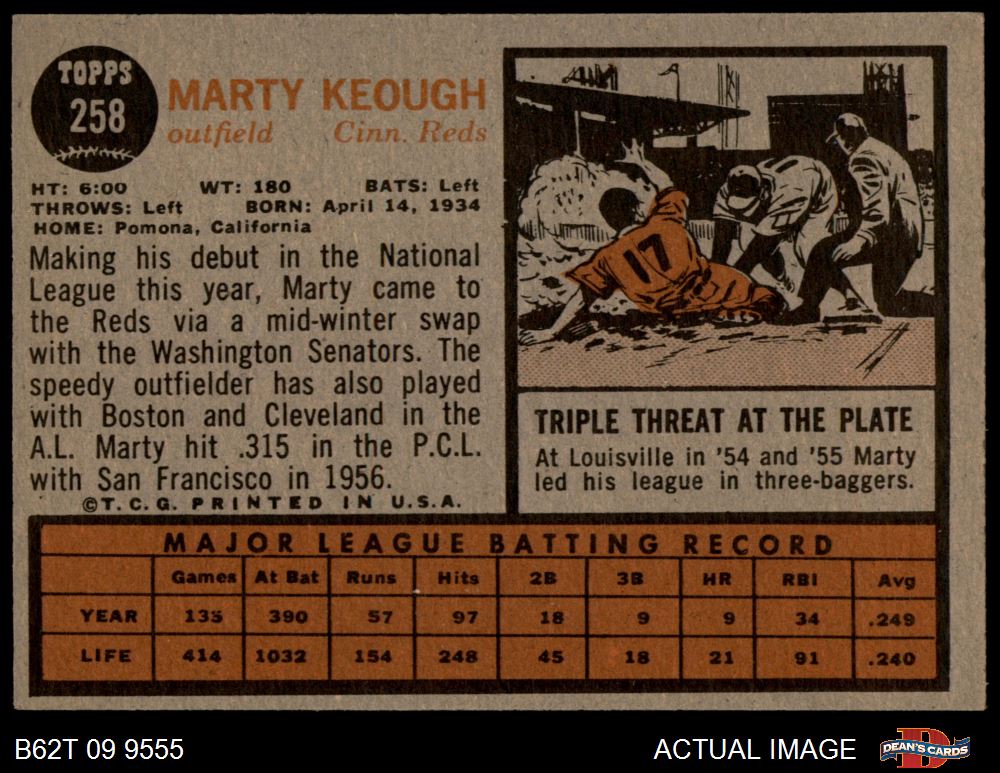 TOPPS
258
MARTY KEOUGH
outfield Cinn. Reds
HT: 6:00 WT: 180 BATS: Left
THROWS: Left BORN: April 14, 1934
HOME: Pomona, California
Making his debut in the National
League this year, Marty came to
the Reds via a mid-winter swap
with the Washington Senators. The
speedy outfielder has also played
with Boston and Cleveland in the
A.L. Marty hit .315 in the P.C.L.
with San Francisco in 1956.
©T.C.G. PRINTED IN U.S.A.
17
TRIPLE THREAT AT THE PLATE
At Louisville in '54 and '55 Marty
led his league in three-baggers.
MAJOR LEAGUE BATTING RECORD
Games At Bat Runs Hits 2B 3B HR RBI Avg
YEAR 135 390 57 97 18 9 9 34 .249
LIFE 414 1032 154 248 45 18 21 91 .240
B62T 09 9555 ACTUAL IMAGE
DEAN'S CARDS